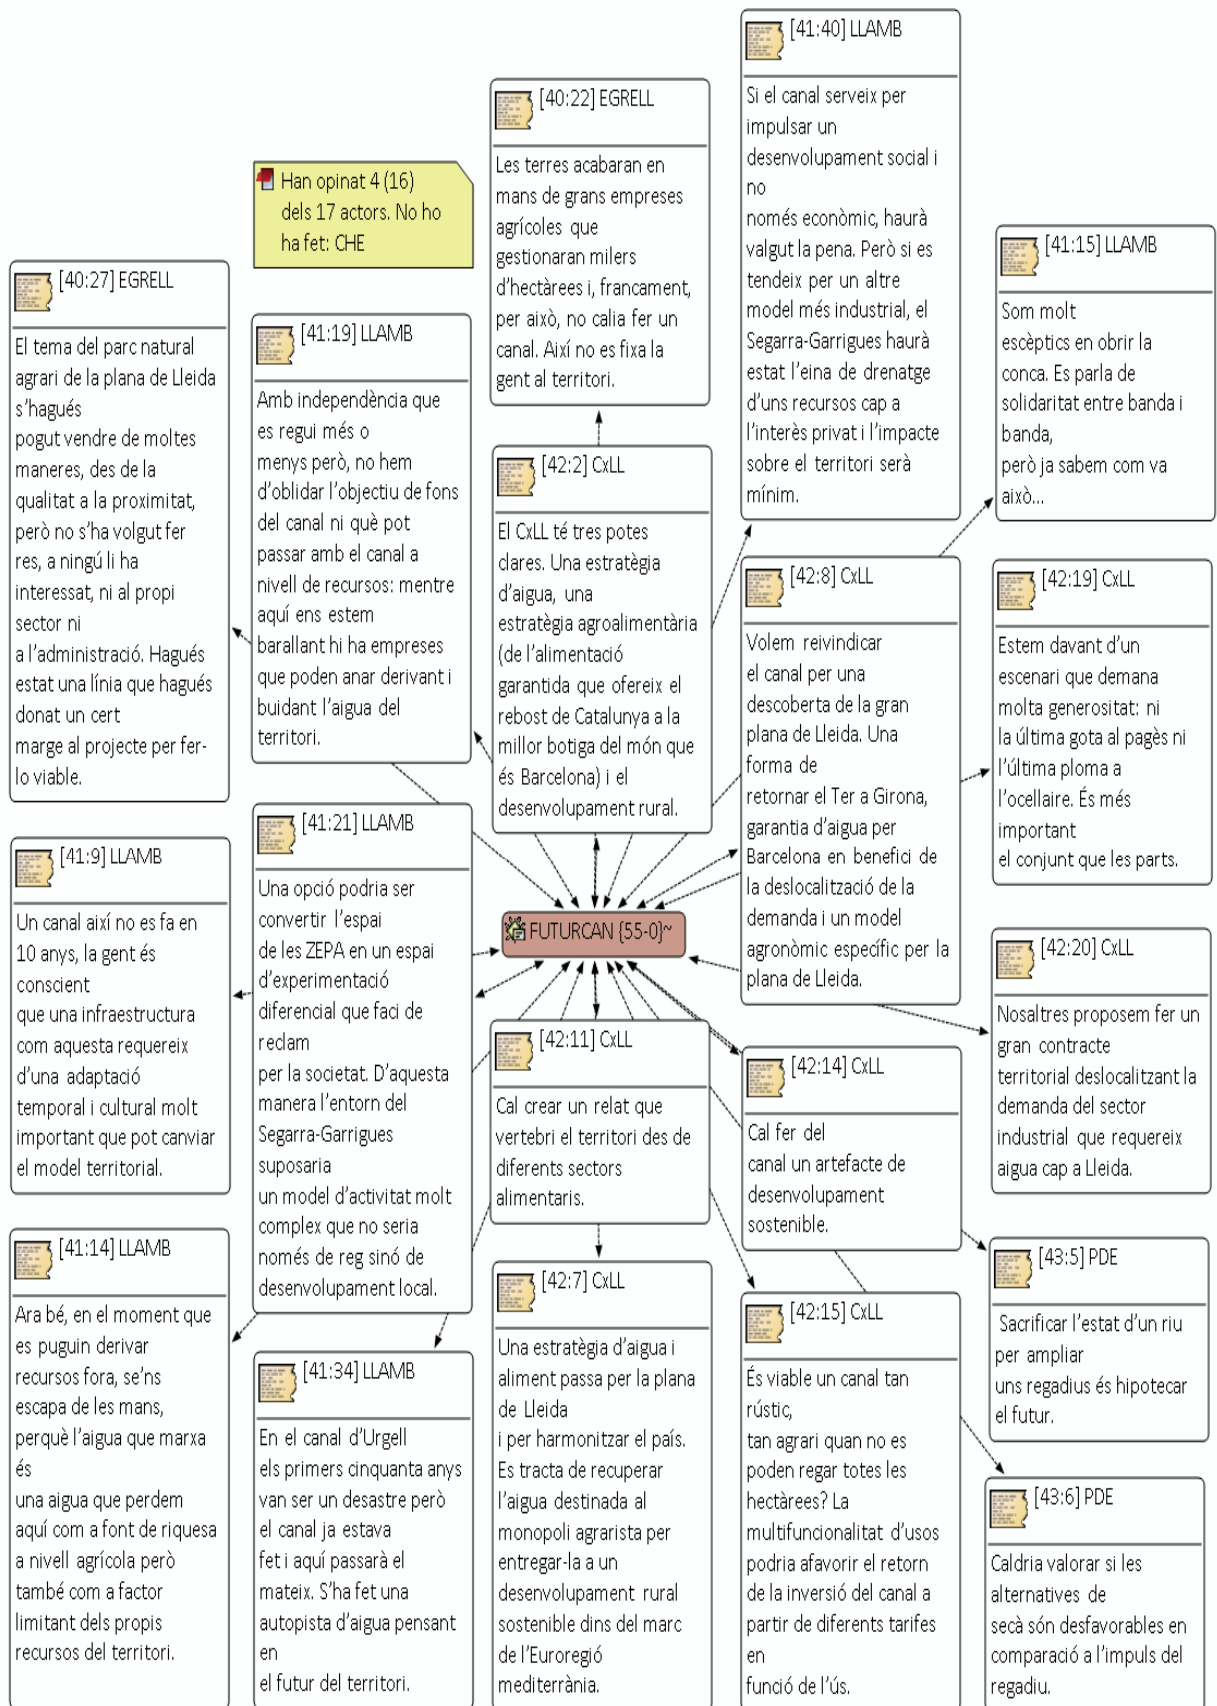 [41:40] LLAMB
Si el canal serveix per
impulsar un
desenvolupament social i
no
només econòmic, haurà
valgut la pena. Però si es
tendeix per un altre
model més industrial, el
Segarra-Garrigues haurà
estat l'eina de drenatge
d'uns recursos cap a
l'interès privat i l'impacte
sobre el territori serà
mínim.
[40:22] EGRELL
Les terres acabaran en
mans de grans empreses
agrícoles que
gestionaran milers
d'hectàrees i, francament,
per això, no calia fer un
canal. Així no es fixa la
gent al territori.
Han opinat 4 (16)
dels 17 actors. No ho
ha fet: CHE
[41:15] LLAMB
Som molt
escèptics en obrir la
conca. Es parla de
solidaritat entre banda i
banda,
però ja sabem com va
això...
[40:27] EGRELL
El tema del parc natural
agrari de la plana de Lleida
s'hagués
pogut vendre de moltes
maneres, des de la
qualitat a la proximitat,
però no s'ha volgut fer
res, a ningú li ha
interessat, ni al propi
sector ni
a l'administració. Hagués
estat una línia que hagués
donat un cert
marge al projecte per fer-
lo viable.
[41:19] LLAMB
Amb independència que
es regui més o
menys però, no hem
d'oblidar l'objectiu de fons
del canal ni què pot
passar amb el canal a
nivell de recursos: mentre
aquí ens estem
barallant hi ha empreses
que poden anar derivant i
buidant l'aigua del
territori.
[42:2] CxLL
El CxLL té tres potes
clares. Una estratègia
d'aigua, una
estratègia agroalimentària
(de l'alimentació
garantida que ofereix el
rebost de Catalunya a la
millor botiga del món que
és Barcelona) i el
desenvolupament rural.
[42:8] CxLL
Volem reivindicar
el canal per una
descoberta de la gran
plana de Lleida. Una
forma de
retornar el Ter a Girona,
garantia d'aigua per
Barcelona en benefici de
la deslocalització de la
demanda i un model
agronòmic específic per la
plana de Lleida.
[42:19] CxLL
Estem davant d'un
escenari que demana
molta generositat: ni
la última gota al pagès ni
l'última ploma a
l'ocellaire. És més
important
el conjunt que les parts.
[41:9] LLAMB
Un canal així no es fa en
10 anys, la gent és
conscient
que una infraestructura
com aquesta requereix
d'una adaptació
temporal i cultural molt
important que pot canviar
el model territorial.
[41:21] LLAMB
Una opció podria ser
convertir l'espai
de les ZEPA en un espai
d'experimentació
diferencial que faci de
reclam
per la societat. D'aquesta
manera l'entorn del
Segarra-Garrigues
suposaria
un model d'activitat molt
complex que no seria
només de reg sinó de
desenvolupament local.
FUTURCAN {55-0}~
[42:20] CxLL
Nosaltres proposem fer un
gran contracte
territorial deslocalitzant la
demanda del sector
industrial que requereix
aigua cap a Lleida.
[42:11] CxLL
Cal crear un relat que
vertebri el territori des de
diferents sectors
alimentaris.
[42:14] CxLL
Cal fer del
canal un artefacte de
desenvolupament
sostenible.
[41:14] LLAMB
Ara bé, en el moment que
es puguin derivar
recursos fora, se'ns
escapa de les mans,
perquè l'aigua que marxa
és
una aigua que perdem
aquí com a font de riquesa
a nivell agrícola però
també com a factor
limitant dels propis
recursos del territori.
[41:34] LLAMB
En el canal d'Urgell
els primers cinquanta anys
van ser un desastre però
el canal ja estava
fet i aquí passarà el
mateix. S'ha fet una
autopista d'aigua pensant
en
el futur del territori.
[42:7] CxLL
Una estratègia d'aigua i
aliment passa per la plana
de Lleida
i per harmonitzar el país.
Es tracta de recuperar
l'aigua destinada al
monopoli agrarista per
entregar-la a un
desenvolupament rural
sostenible dins del marc
de l'Euroregió
mediterrània.
[42:15] CxLL
És viable un canal tan
rústic,
tan agrari quan no es
poden regar totes les
hectàrees? La
multifuncionalitat d'usos
podria afavorir el retorn
de la inversió del canal a
partir de diferents tarifes
en
funció de l'ús.
[43:5] PDE
Sacrificar l'estat d'un riu
per ampliar
uns regadius és hipotecar
el futur.
[43:6] PDE
Caldria valorar si les
alternatives de
secà són desfavorables en
comparació a l'impuls del
regadiu.